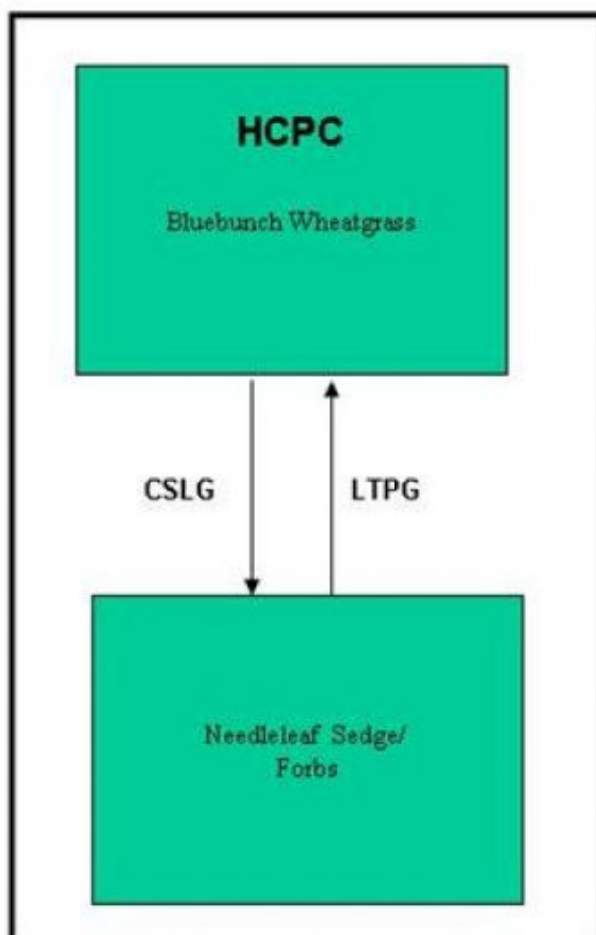 HCPC
Bluebunch Wheatgrass
CSLG
LTPG
Needleleaf Sedge/
Forbs